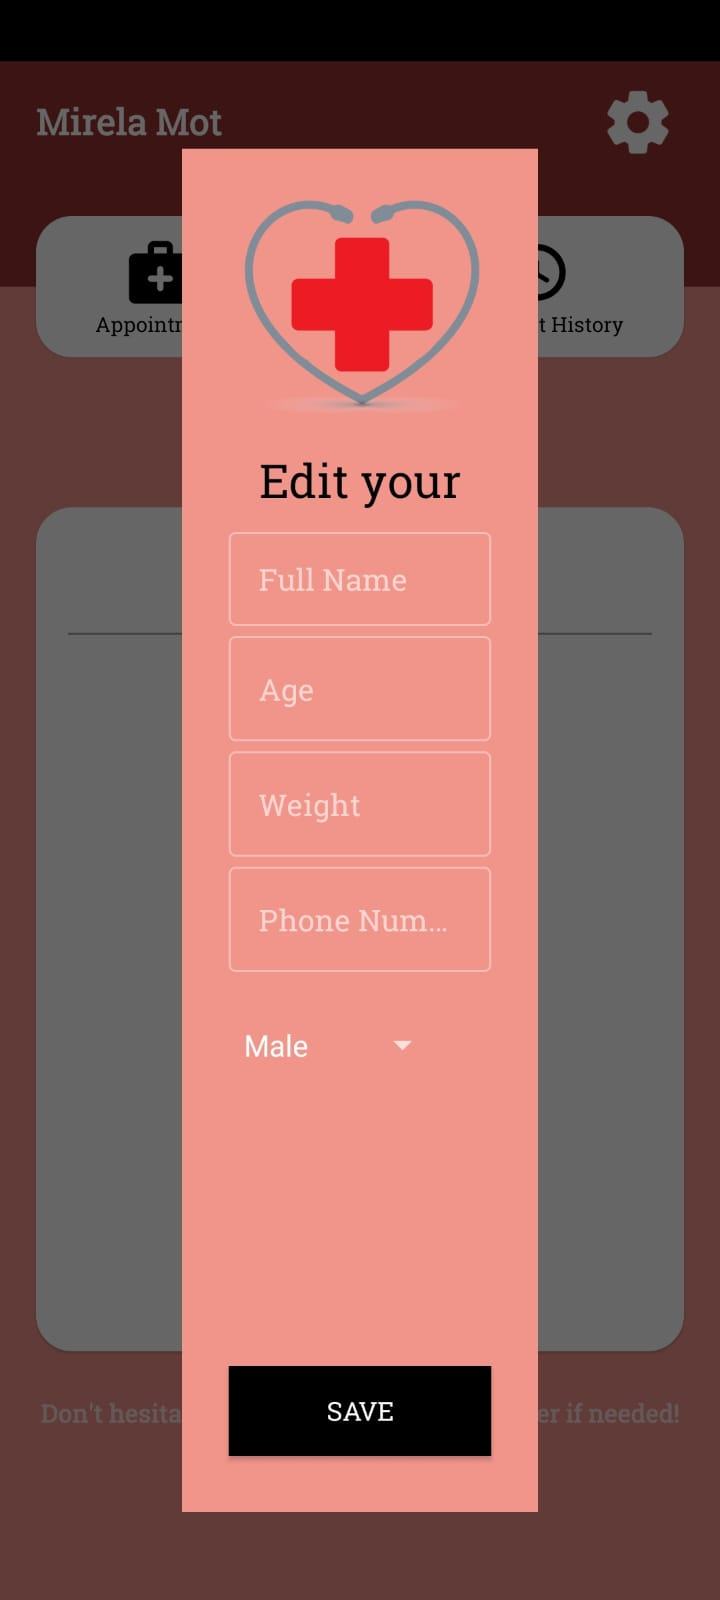 Mirela Mot
Appointr
t History
Edit your
Full Name
Age
Weight
Phone Num...
Male
SAVE
Don't hesita
er if needed!